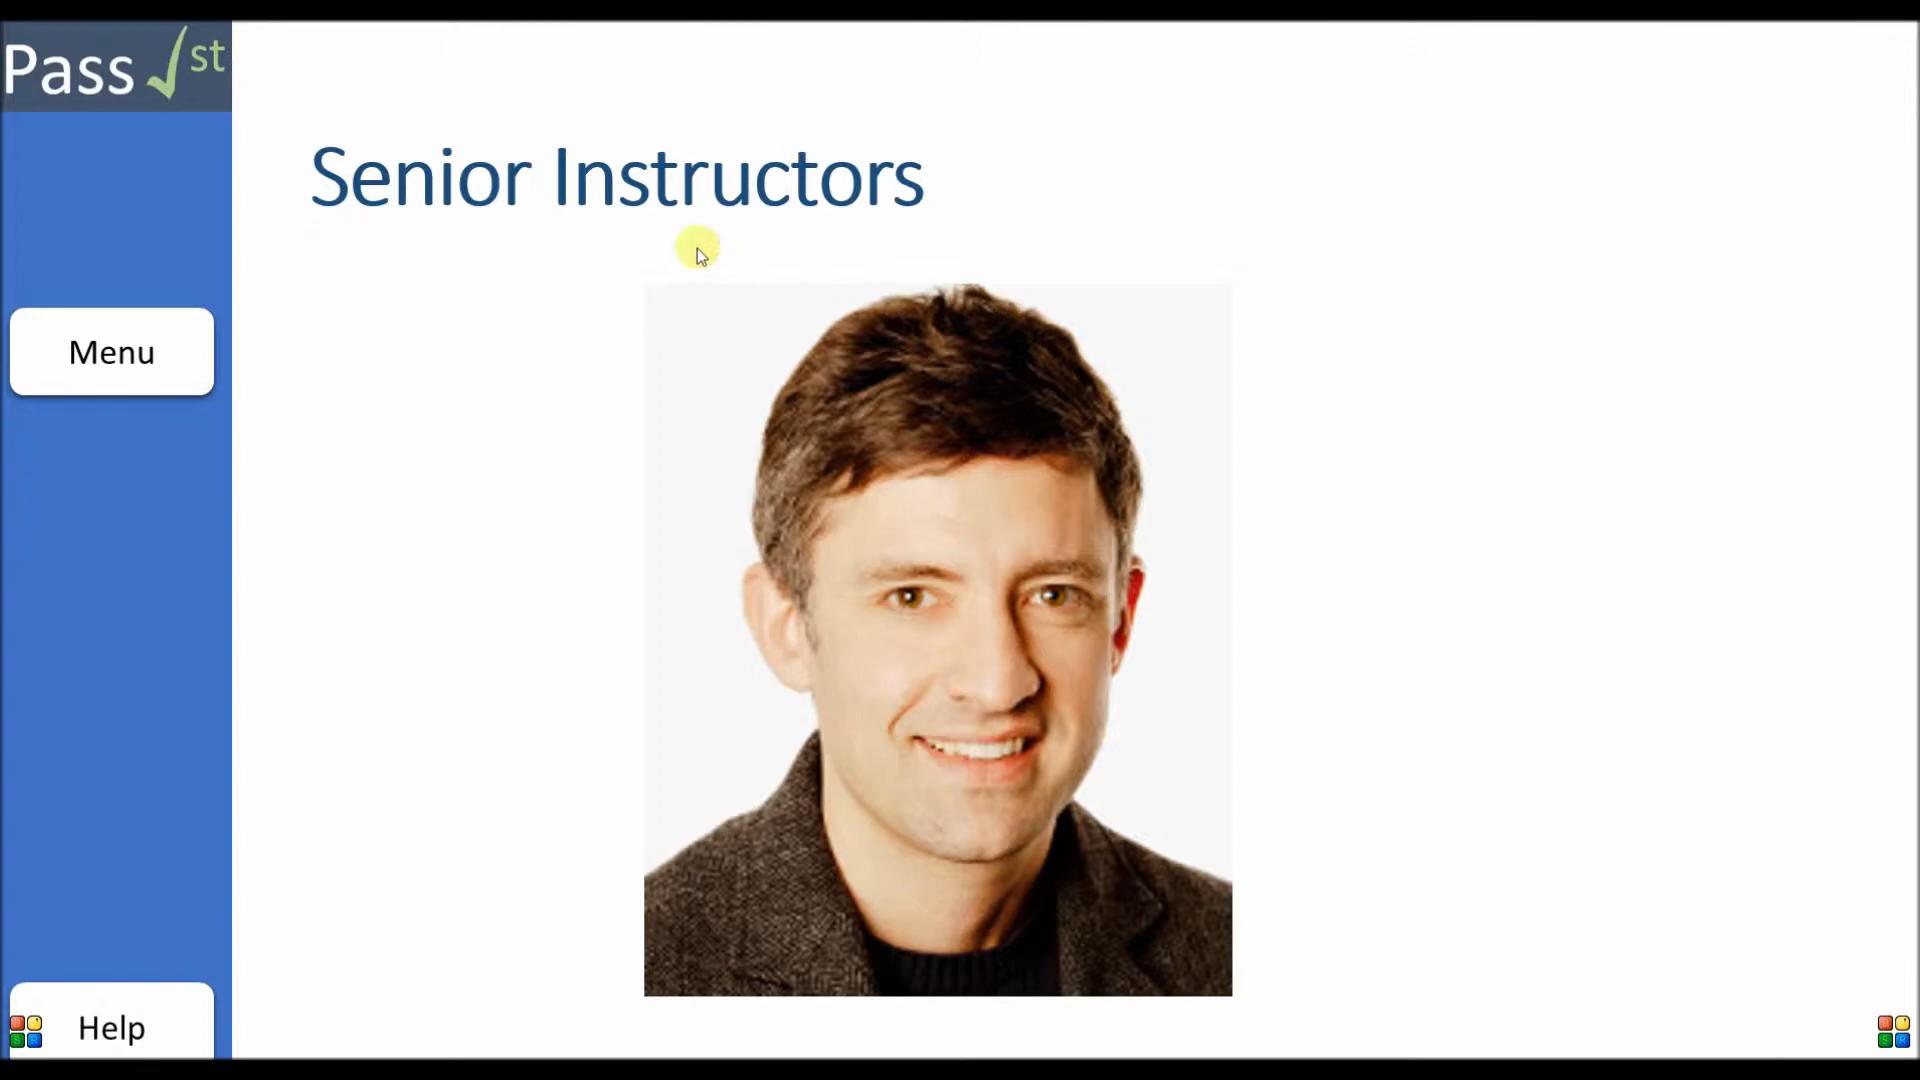 Pass √st
Senior Instructors
Menu
Help